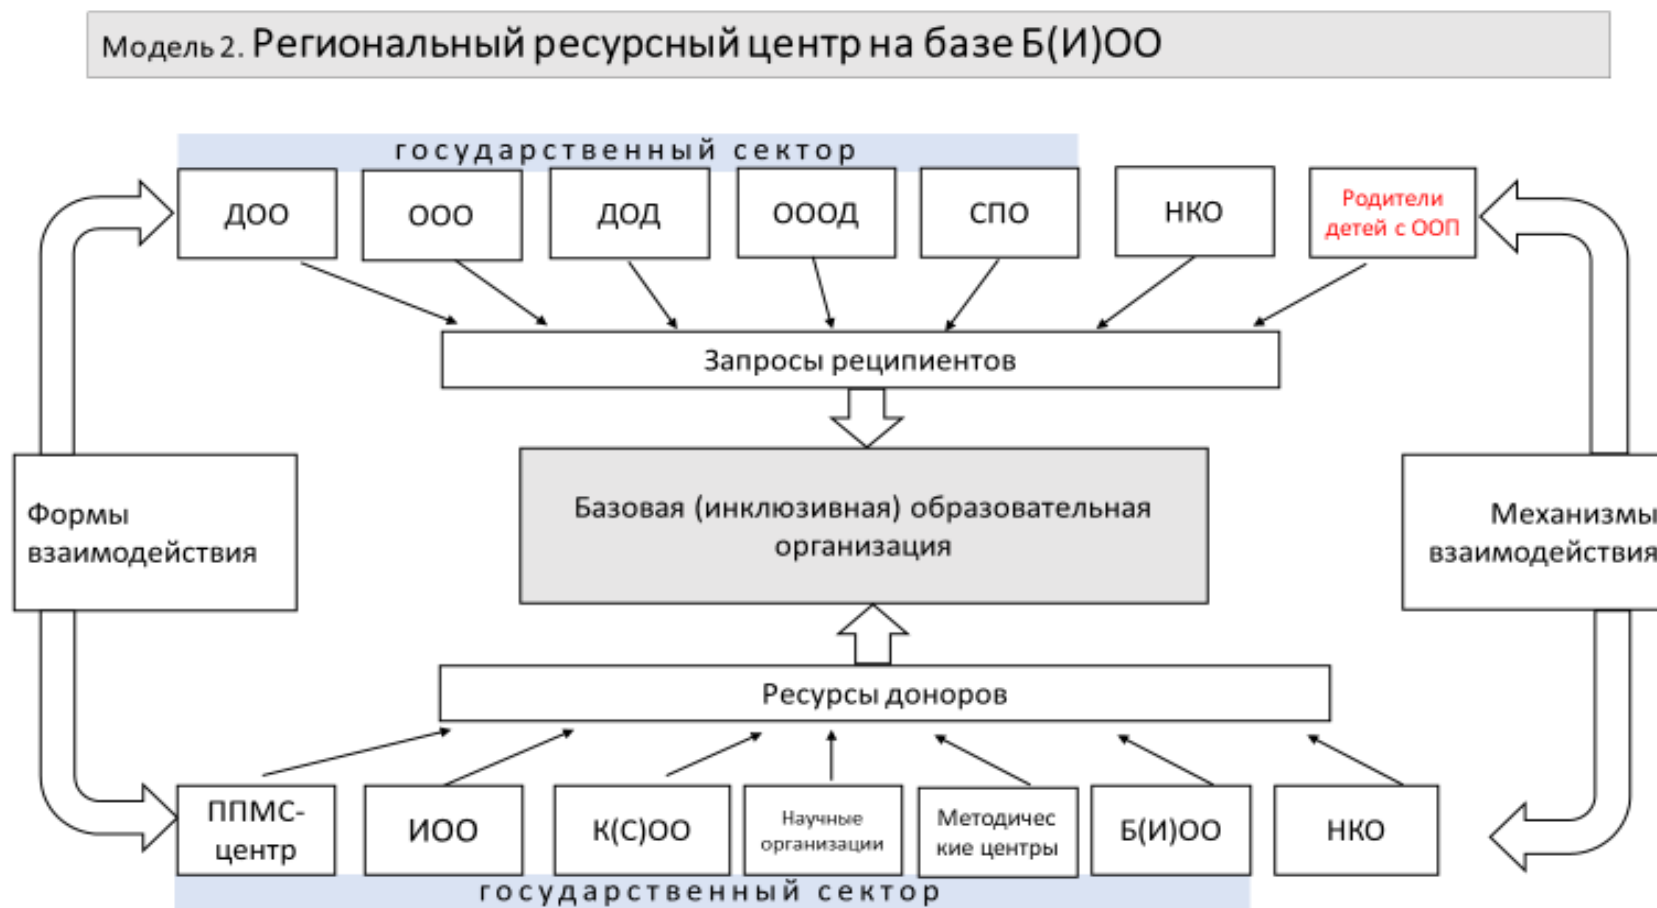 Модель 2. Региональный ресурсный центр на базе Б(И)ОО
государственный сектор
ДОО
ООО
ДОД
ОООД
СПО
НКО
Родители
детей с ООП
Запросы реципиентов
Формы
взаимодействия
Базовая (инклюзивная) образовательная
организация
Механизмы
взаимодействия
Ресурсы доноров
ППМС-
центр
ИОО
К(С)ОО
Научные
организации
Методичес
кие центры
Б(И)ОО
НКО
государственный сектор